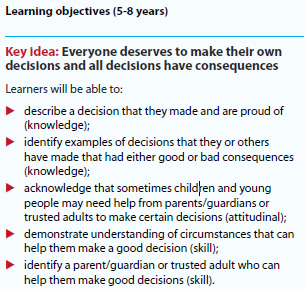 Learning objectives (5-8 years)
Key idea: Everyone deserves to make their own
decisions and all decisions have consequences
Learners will be able to:
▶ describe a decision that they made and are proud of
(knowledge);
▶ identify examples of decisions that they or others
have made that had either good or bad consequences
(knowledge);
▶ acknowledge that sometimes children and young
people may need help from parents/guardians or
trusted adults to make certain decisions (attitudinal);
▶ demonstrate understanding of circumstances that can
help them make a good decision (skill);
▶ identify a parent/guardian or trusted adult who can
help them make good decisions (skill).